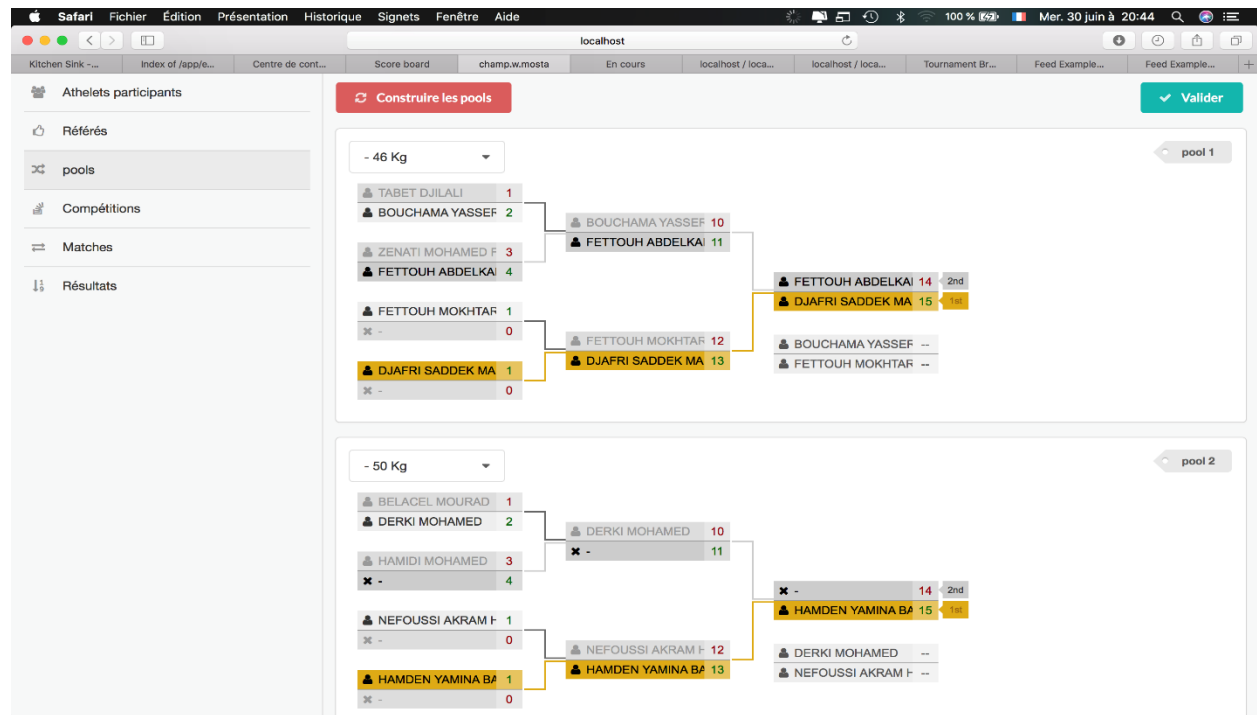 Safari Fichier Édition Présentation Historique Signets Fenêtre Aide 100 % Mer. 30 juin à 20:44
localhost
Kitchen Sink -... Index of /app/e... Centre de cont... Score board champ.w.mosta En cours localhost / loca... localhost / loca... Tournament Br... Feed Example... Feed Example... +
Athelets participants
Référés
pools
Compétitions
Matches
Résultats
Construire les pools
Valider
- 46 Kg
pool 1
TABET DJILALI 1
BOUCHAMA YASSER 2
ZENATI MOHAMED 3
FETTOUH ABDELKA 4
FETTOUH MOKHTAR 1
- 0
DJAFRI SADDEK MA 1
- 0
BOUCHAMA YASSER 10
FETTOUH ABDELKA 11
FETTOUH MOKHTAR 12
DJAFRI SADDEK MA 13
FETTOUH ABDELKA 14 2nd
DJAFRI SADDEK MA 15 1st
BOUCHAMA YASSER --
FETTOUH MOKHTAR --
- 50 Kg
pool 2
BELACEL MOURAD 1
DERKI MOHAMED 2
HAMIDI MOHAMED 3
- 4
NEFOUSSI AKRAM 1
- 0
HAMDEN YAMINA BA 1
- 0
DERKI MOHAMED 10
- 11
NEFOUSSI AKRAM 12
HAMDEN YAMINA BA 13
- 14 2nd
HAMDEN YAMINA BA 15 1st
DERKI MOHAMED --
NEFOUSSI AKRAM --